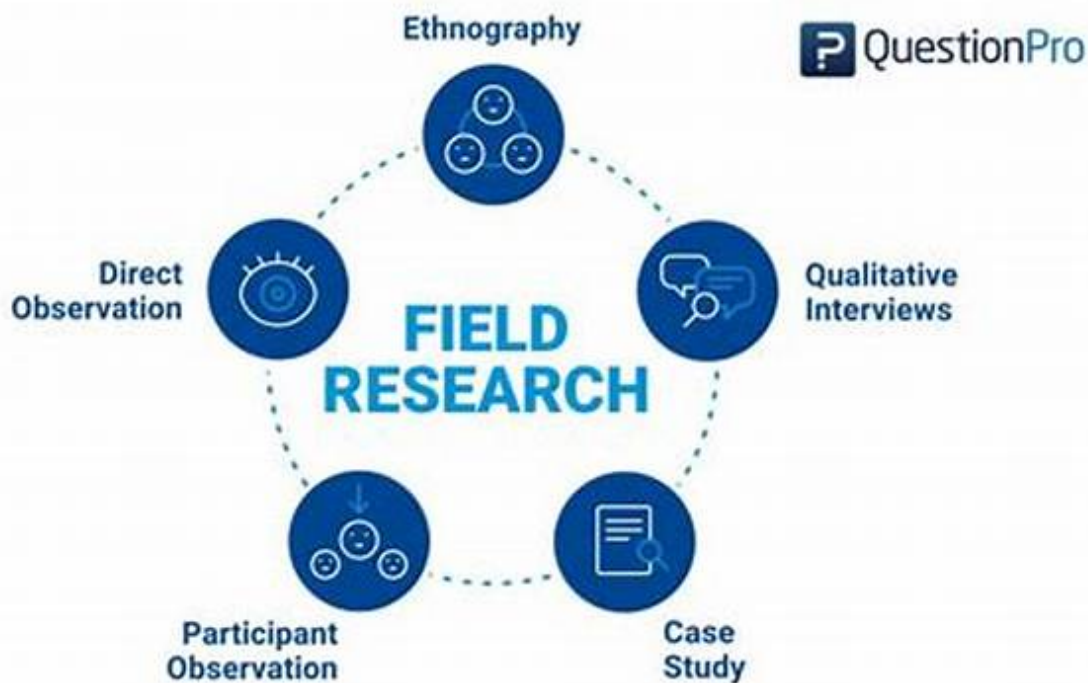 Ethnography
QuestionPro
Direct
Observation
Qualitative
Interviews
FIELD
RESEARCH
Participant
Observation
Case
Study